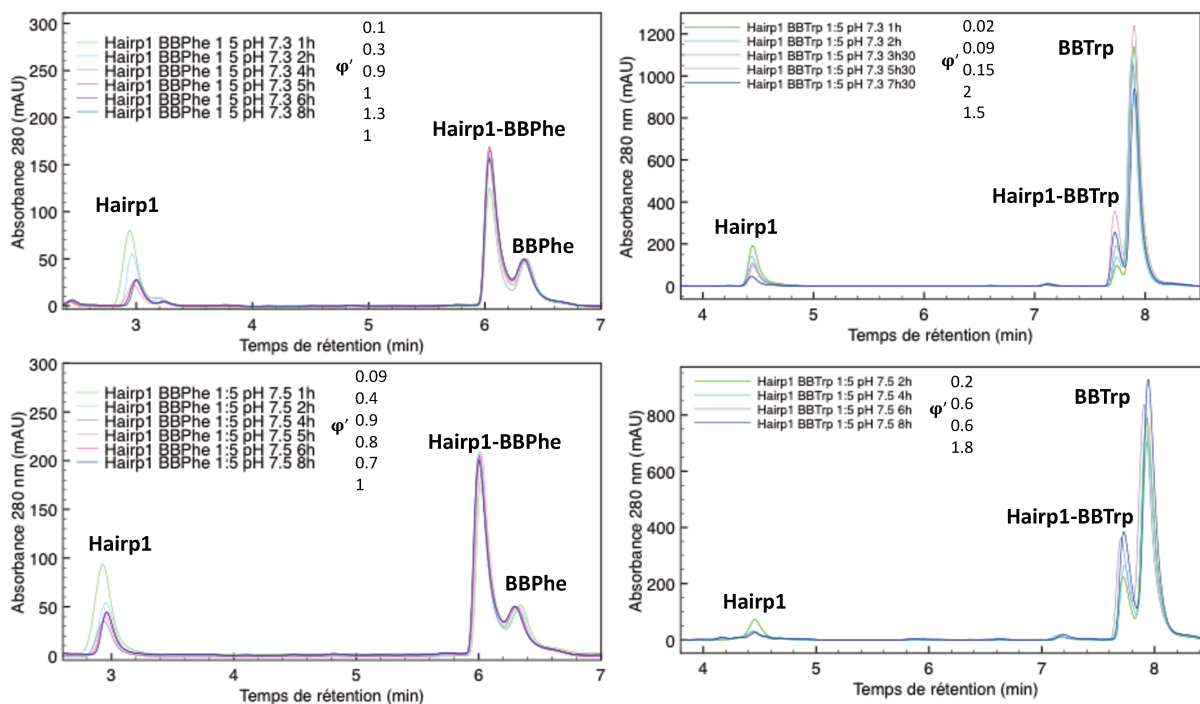 300
250
200
150
100
50
0
Absorbance 280 (mAU)
Hairp1 BBPhe 1 5 pH 7.3 1h
Hairp1 BBPhe 1 5 pH 7.3 2h
Hairp1 BBPhe 1 5 pH 7.3 4h
Hairp1 BBPhe 1 5 pH 7.3 5h
Hairp1 BBPhe 1 5 pH 7.3 6h
Hairp1 BBPhe 1 5 pH 7.3 8h
φ'
0.1
0.3
0.9
1
1.3
1
Hairp1
Hairp1-BBPhe
BBPhe
3 4 5 6 7
Temps de rétention (min)
1200
1000
800
600
400
200
0
Absorbance 280 nm (mAU)
Hairp1 BBTrp 1:5 pH 7.3 1h
Hairp1 BBTrp 1:5 pH 7.3 2h
Hairp1 BBTrp 1:5 pH 7.3 3h30
Hairp1 BBTrp 1:5 pH 7.3 5h30
Hairp1 BBTrp 1:5 pH 7.3 7h30
φ'
0.02
0.09
0.15
2
1.5
BBTrp
Hairp1-BBTrp
Hairp1
4 5 6 7 8
Temps de rétention (min)
300
250
200
150
100
50
0
Absorbance 280 nm (mAU)
Hairp1 BBPhe 1:5 pH 7.5 1h
Hairp1 BBPhe 1:5 pH 7.5 2h
Hairp1 BBPhe 1:5 pH 7.5 4h
Hairp1 BBPhe 1:5 pH 7.5 5h
Hairp1 BBPhe 1:5 pH 7.5 6h
Hairp1 BBPhe 1:5 pH 7.5 8h
φ'
0.09
0.4
0.9
0.8
0.7
1
Hairp1-BBPhe
Hairp1
BBPhe
3 4 5 6 7
Temps de rétention (min)
800
600
400
200
0
Absorbance 280 nm (mAU)
Hairp1 BBTrp 1:5 pH 7.5 2h
Hairp1 BBTrp 1:5 pH 7.5 4h
Hairp1 BBTrp 1:5 pH 7.5 6h
Hairp1 BBTrp 1:5 pH 7.5 8h
φ'
0.2
0.6
0.6
1.8
BBTrp
Hairp1-BBTrp
Hairp1
4 5 6 7 8
Temps de rétention (min)